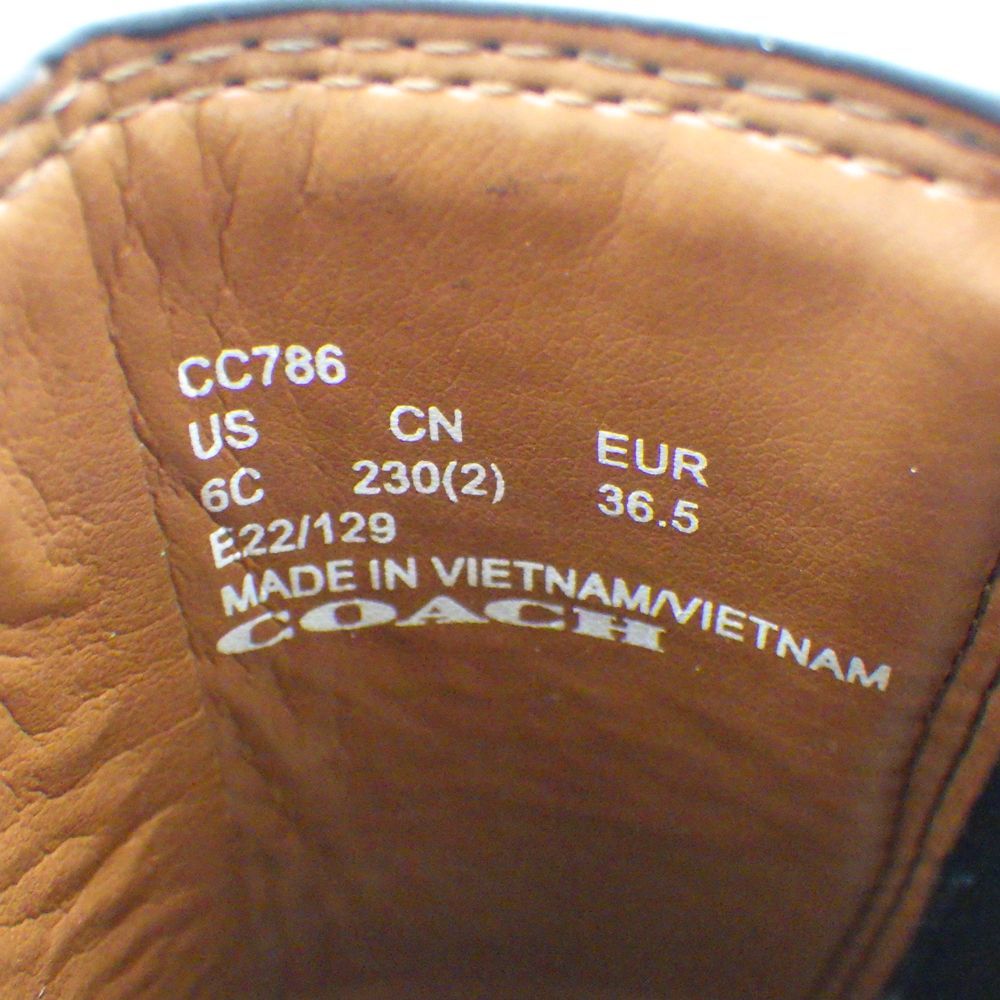 CC786
US CN EUR
6C 230(2) 36.5
E22/129
MADE IN VIETNAM/VIETNAM
COACH